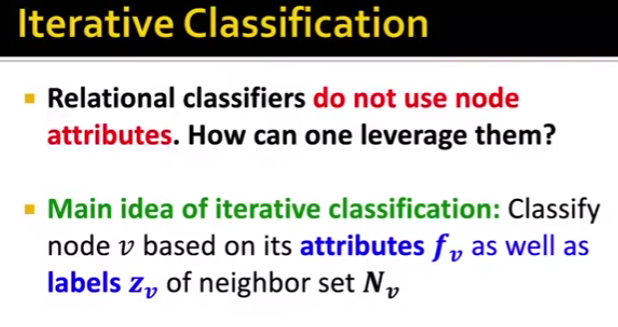 Iterative Classification
▪ Relational classifiers do not use node
attributes. How can one leverage them?
▪ Main idea of iterative classification: Classify
node v based on its attributes f_v as well as
labels z_v of neighbor set N_v